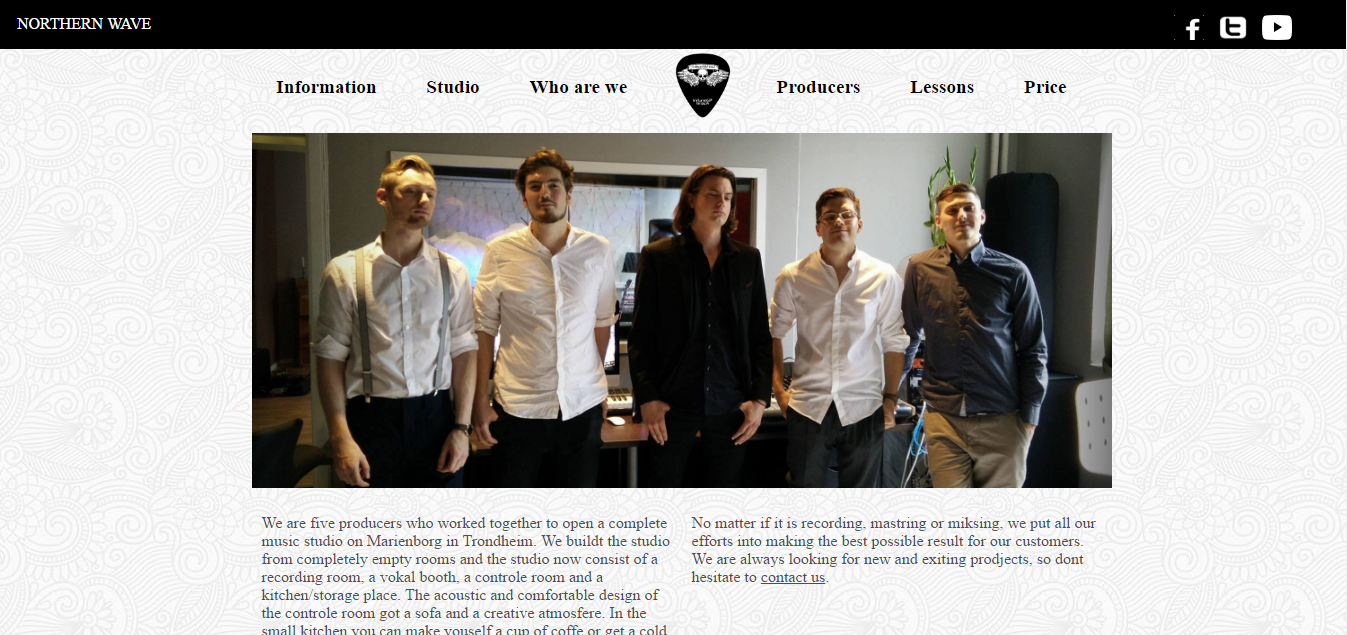 NORTHERN WAVE
Information Studio Who are we Producers Lessons Price
We are five producers who worked together to open a complete
music studio on Marienborg in Trondheim. We buildt the studio
from completely empty rooms and the studio now consist of a
recording room, a vokal booth, a controle room and a
kitchen/storage place. The acoustic and comfortable design of
the controle room got a sofa and a creative atmosfere. In the
small kitchen you can make youself a cup of coffe or get a cold
No matter if it is recording, mastring or miksing, we put all our
efforts into making the best possible result for our customers.
We are always looking for new and exiting prodjects, so dont
hesitate to contact us.